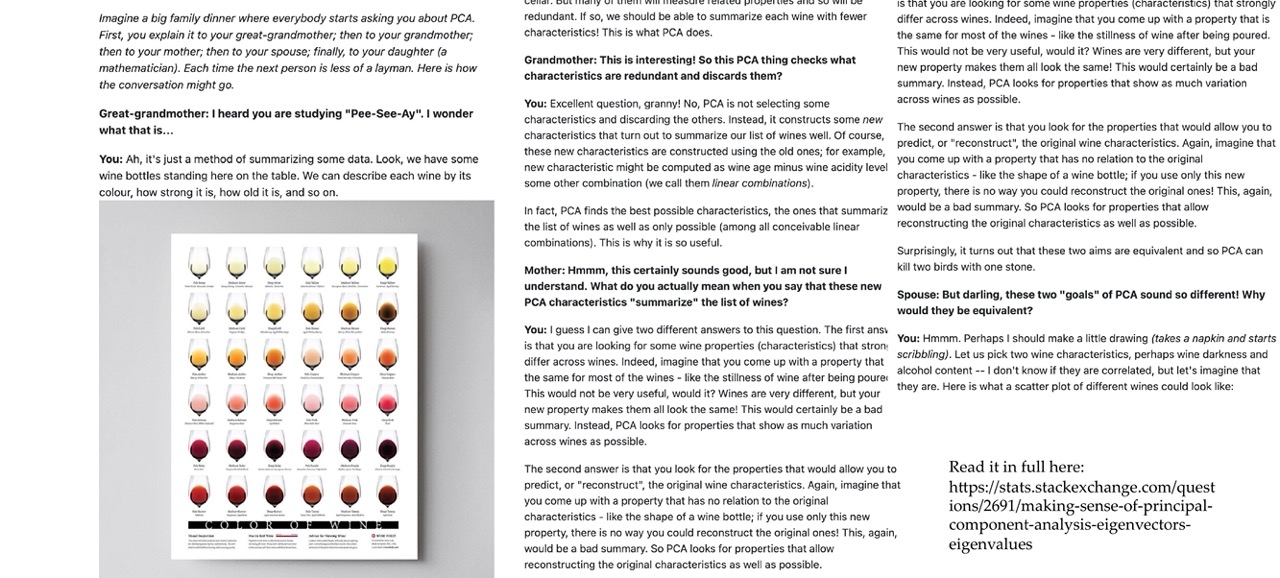 Imagine a big family dinner where everybody starts asking you about PCA.
First, you explain it to your great-grandmother; then to your grandmother;
then to your mother; then to your spouse; finally, to your daughter (a
mathematician). Each time the next person is less of a layman. Here is how
the conversation might go.
Great-grandmother: I heard you are studying "Pee-See-Ay". I wonder
what that is...
You: Ah, it's just a method of summarizing some data. Look, we have some
wine bottles standing here on the table. We can describe each wine by its
colour, how strong it is, how old it is, and so on.
COLOR OF WINE
cellar. But many of them will measure related properties and so will be
redundant. If so, we should be able to summarize each wine with fewer
characteristics! This is what PCA does.
Grandmother: This is interesting! So this PCA thing checks what
characteristics are redundant and discards them?
You: Excellent question, granny! No, PCA is not selecting some
characteristics and discarding the others. Instead, it constructs some new
characteristics that turn out to summarize our list of wines well. Of course,
these new characteristics are constructed using the old ones; for example,
new characteristic might be computed as wine age minus wine acidity level
some other combination (we call them linear combinations).
In fact, PCA finds the best possible characteristics, the ones that summariz
the list of wines as well as only possible (among all conceivable linear
combinations). This is why it is so useful.
Mother: Hmmm, this certainly sounds good, but I am not sure I
understand. What do you actually mean when you say that these new
PCA characteristics "summarize" the list of wines?
You: I guess I can give two different answers to this question. The first answ
is that you are looking for some wine properties (characteristics) that strong
differ across wines. Indeed, imagine that you come up with a property that
the same for most of the wines - like the stillness of wine after being poured
This would not be very useful, would it? Wines are very different, but your
new property makes them all look the same! This would certainly be a bad
summary. Instead, PCA looks for properties that show as much variation
across wines as possible.
The second answer is that you look for the properties that would allow you to
predict, or "reconstruct", the original wine characteristics. Again, imagine that
you come up with a property that has no relation to the original
characteristics - like the shape of a wine bottle; if you use only this new
property, there is no way you could reconstruct the original ones! This, again,
would be a bad summary. So PCA looks for properties that allow
reconstructing the original characteristics as well as possible.
is that you are looking for some wine properties (characteristics) that strongly
differ across wines. Indeed, imagine that you come up with a property that is
the same for most of the wines - like the stillness of wine after being poured.
This would not be very useful, would it? Wines are very different, but your
new property makes them all look the same! This would certainly be a bad
summary. Instead, PCA looks for properties that show as much variation
across wines as possible.
The second answer is that you look for the properties that would allow you to
predict, or "reconstruct", the original wine characteristics. Again, imagine that
you come up with a property that has no relation to the original
characteristics - like the shape of a wine bottle; if you use only this new
property, there is no way you could reconstruct the original ones! This, again,
would be a bad summary. So PCA looks for properties that allow
reconstructing the original characteristics as well as possible.
Surprisingly, it turns out that these two aims are equivalent and so PCA can
kill two birds with one stone.
Spouse: But darling, these two "goals" of PCA sound so different! Why
would they be equivalent?
You: Hmmm. Perhaps I should make a little drawing (takes a napkin and starts
scribbling). Let us pick two wine characteristics, perhaps wine darkness and
alcohol content -- I don't know if they are correlated, but let's imagine that
they are. Here is what a scatter plot of different wines could look like:
Read it in full here:
https://stats.stackexchange.com/quest
ions/2691/making-sense-of-principal-
component-analysis-eigenvectors-
eigenvalues